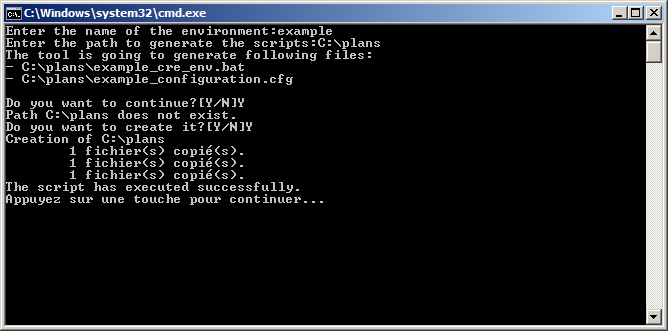 C:\Windows\system32\cmd.exe
Enter the name of the environment:example
Enter the path to generate the scripts:C:\plans
The tool is going to generate following files:
- C:\plans\example_cre_env.bat
- C:\plans\example_configuration.cfg
Do you want to continue?[Y/N]Y
Path C:\plans does not exist.
Do you want to create it?[Y/N]Y
Creation of C:\plans
1 fichier(s) copié(s).
1 fichier(s) copié(s).
1 fichier(s) copié(s).
The script has executed successfully.
Appuyez sur une touche pour continuer...